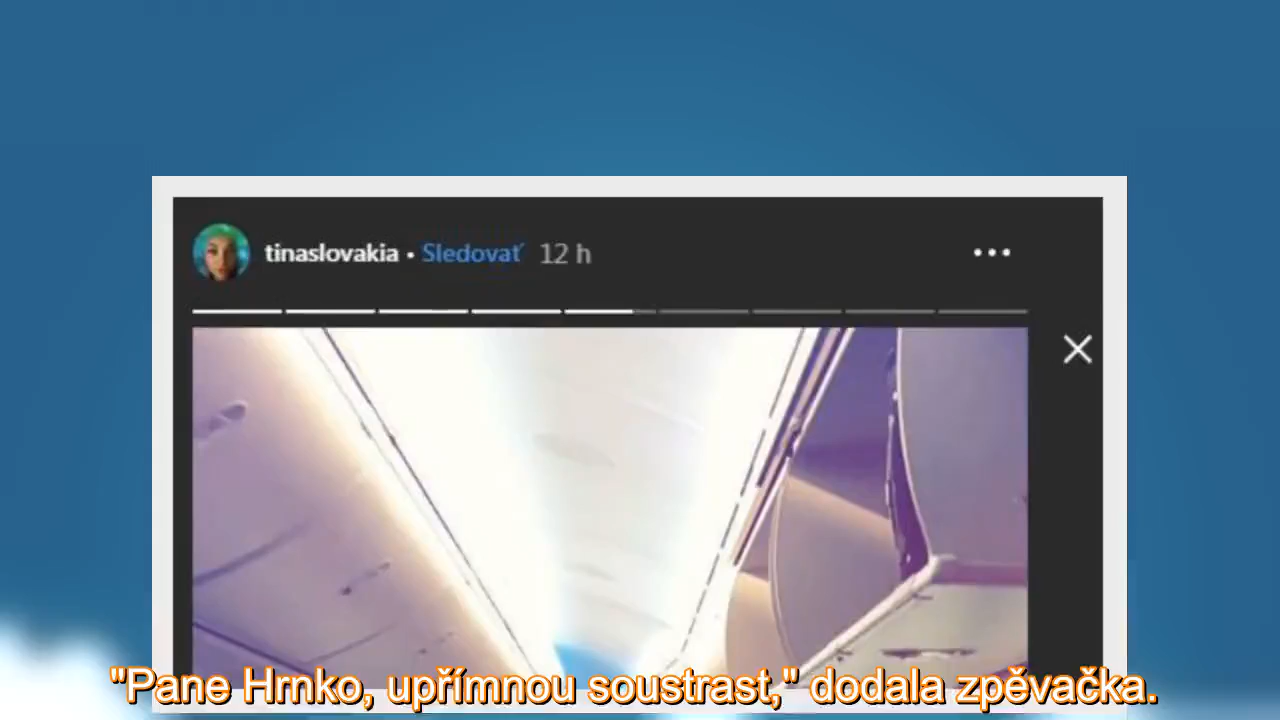 tinaslovakia • Sledovať 12 h
"Pane Hrnko, upřímnou soustrast," dodala zpěvačka.